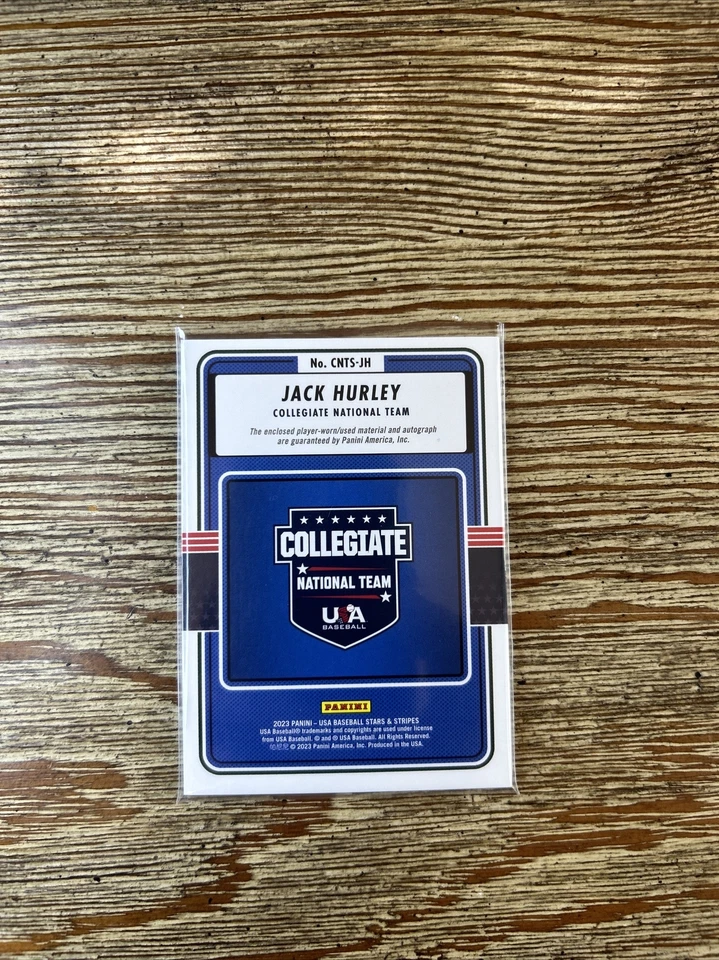 No. CNTS-JH
JACK HURLEY
COLLEGIATE NATIONAL TEAM
The enclosed player-worn/used material and autograph
are guaranteed by Panini America, Inc.
COLLEGIATE
NATIONAL TEAM
USA
BASEBALL
PANINI
2023 PANINI – USA BASEBALL STARS & STRIPES
USA Baseball® trademarks and copyrights are used under license
from USA Baseball. © and ® USA Baseball. All Rights Reserved.
© 2023 Panini America, Inc. Produced in the USA.